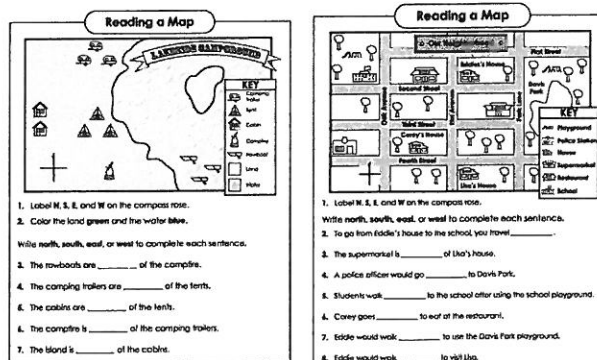 Reading a Map
LAKESIDE CAMPGROUND
KEY
Camping
Trailer
Tent
Cabin
Campfire
Rowboat
Land
Water
1. Label N, S, E, and W on the compass rose.
2. Color the land green and the water blue.
Write north, south, east, or west to complete each sentence.
3. The rowboats are ________ of the campfire.
4. The camping trailers are ________ of the tents.
5. The cabins are ________ of the tents.
6. The campfire is ________ of the camping trailers.
7. The island is ________ of the cabins.
Reading a Map
Our Neighborhood
First Street
Eddie's House
Second Street
Davis
Park
Oak Avenue
Park Lane
Third Street
Corey's House
Fourth Street
Lisa's House
KEY
Playground
Police Station
House
Supermarket
Restaurant
School
1. Label N, S, E, and W on the compass rose.
Write north, south, east, or west to complete each sentence.
2. To go from Eddie's house to the school, you travel ________.
3. The supermarket is ________ of Lisa's house.
4. A police officer would go ________ to Davis Park.
5. Students walk ________ to the school after using the school playground.
6. Corey goes ________ to eat at the restaurant.
7. Eddie would walk ________ to use the Davis Park playground.
8. Eddie would walk ________ to visit Lisa.